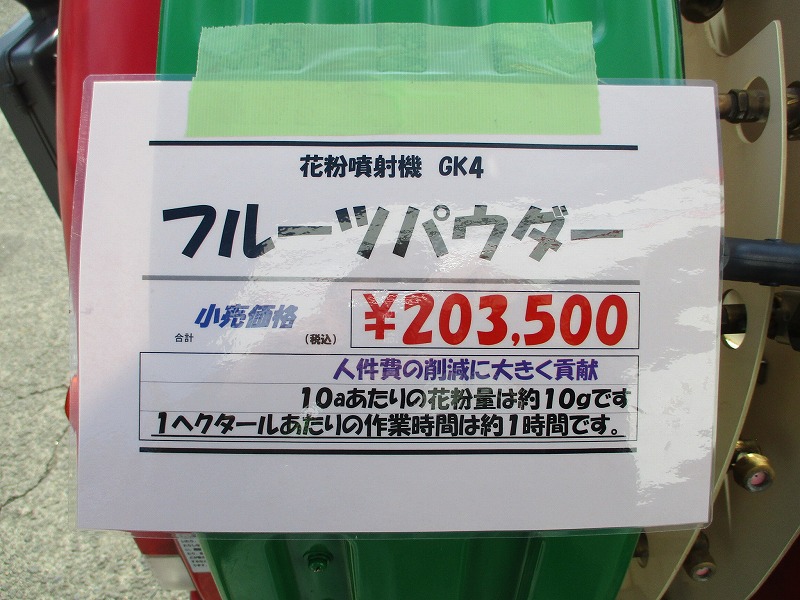 花粉噴射機 GK4
フルーツパウダー
小売価格
合計 (税込) ¥203,500
人件費の削減に大きく貢献
10aあたりの花粉量は約10gです
1ヘクタールあたりの作業時間は約1時間です。